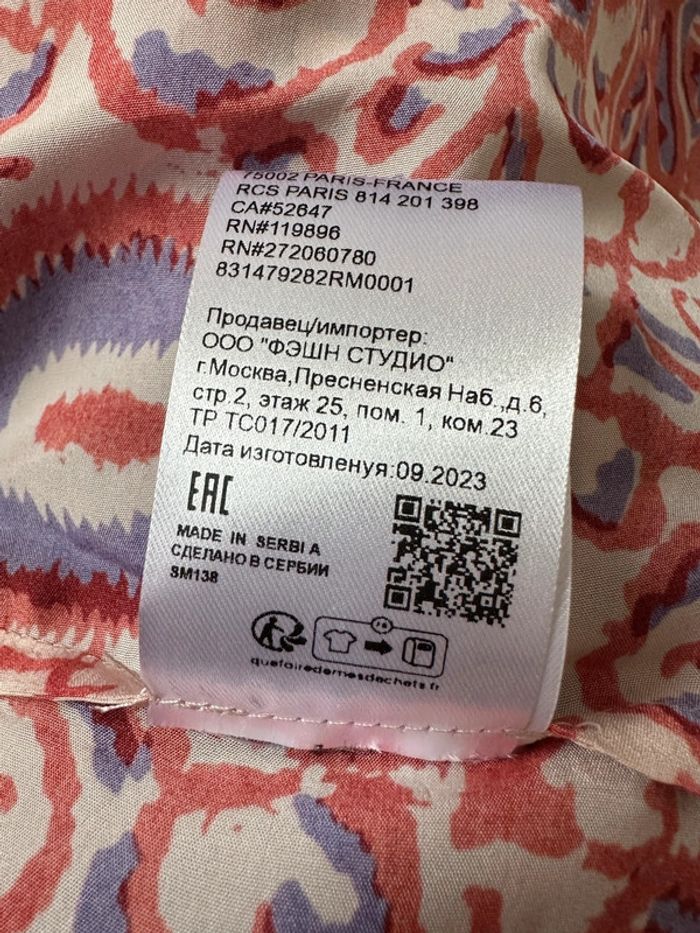 75002 PARIS-FRANCE
RCS PARIS 814 201 398
CA#52647
RN#119896
RN#272060780
831479282RM0001
Продавец/импортер:
ООО "ФЭШН СТУДИО"
г.Москва,Пресненская Наб.,д.6,
стр.2, этаж 25, пом. 1, ком.23
ТР ТС017/2011
Дата изготовленуя:09.2023
EAC
MADE IN SERBIA
СДЕЛАНО В СЕРБИИ
SM138
quefairedemesdechets.fr